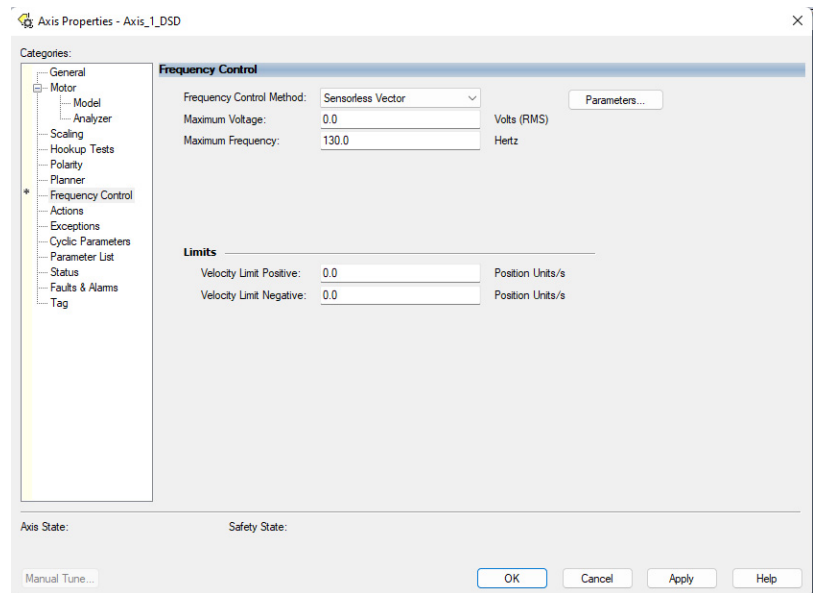 Axis Properties - Axis_1_DSD
Categories:
General
Motor
Model
Analyzer
Scaling
Hookup Tests
Polarity
Planner
* Frequency Control
Actions
Exceptions
Cyclic Parameters
Parameter List
Status
Faults & Alarms
Tag
Frequency Control
Frequency Control Method: Sensorless Vector Parameters...
Maximum Voltage: 0.0 Volts (RMS)
Maximum Frequency: 130.0 Hertz
Limits
Velocity Limit Positive: 0.0 Position Units/s
Velocity Limit Negative: 0.0 Position Units/s
Axis State: Safety State:
Manual Tune... OK Cancel Apply Help